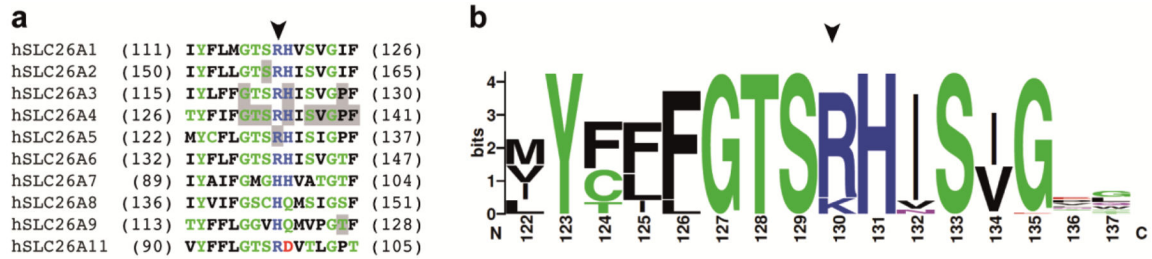 a
hSLC26A1 (111) IYFLMGTSRHVSVGIF (126)
hSLC26A2 (150) IYFLLGTSRHISVGIF (165)
hSLC26A3 (115) IYLFFGTSRHISVGPF (130)
hSLC26A4 (126) TYFIFGTSRHISVGPF (141)
hSLC26A5 (122) MYCFLGTSRHISIGPF (137)
hSLC26A6 (132) IYFLFGTSRHISVGTF (147)
hSLC26A7 (89) IYAIFGMGHHVATGTF (104)
hSLC26A8 (136) IYVIFGSCHQMSIGSF (151)
hSLC26A9 (113) TYFFLGGVHQMVPGTF (128)
hSLC26A11 (90) VYFFLGTSRDVTLGPT (105)
b
bits
4
3
2
1
0
M Y F F F G T S R H I S I G
Y I L C T L I L K V V
N 122 123 124 125 126 127 128 129 130 131 132 133 134 135 136 137 C